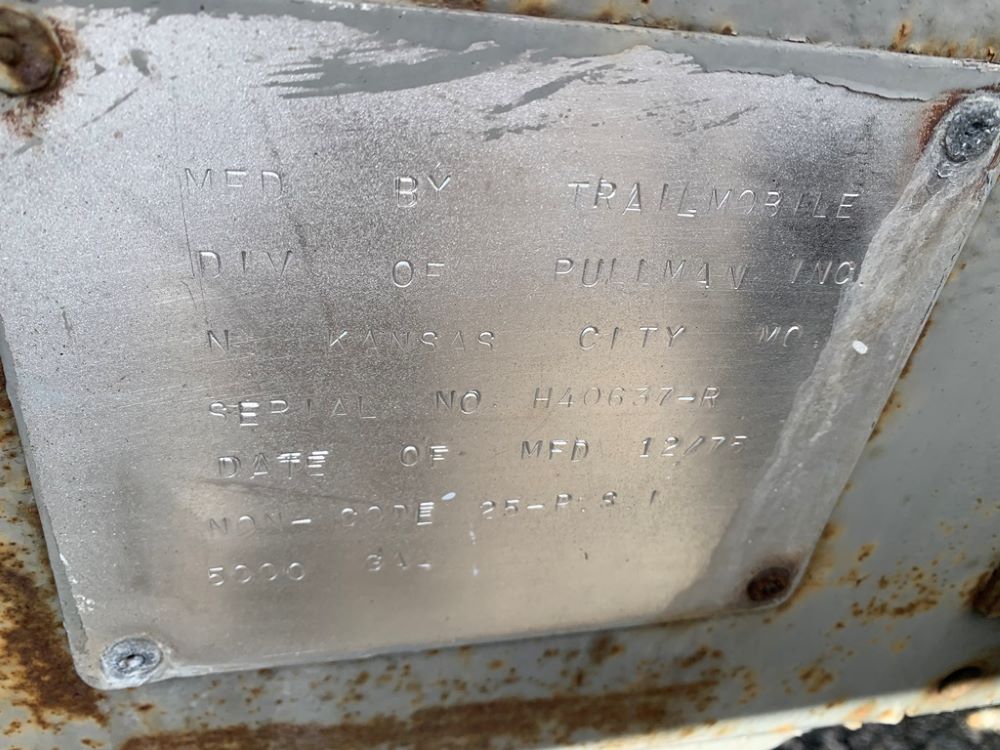 MFD BY TRAILMOBILE
DIV OF PULLMAN INC.
N. KANSAS CITY MO.
SERIAL NO. H40637-R
DATE OF MFD 12/75
NON-CODE 25-P.S.I
5000 GAL